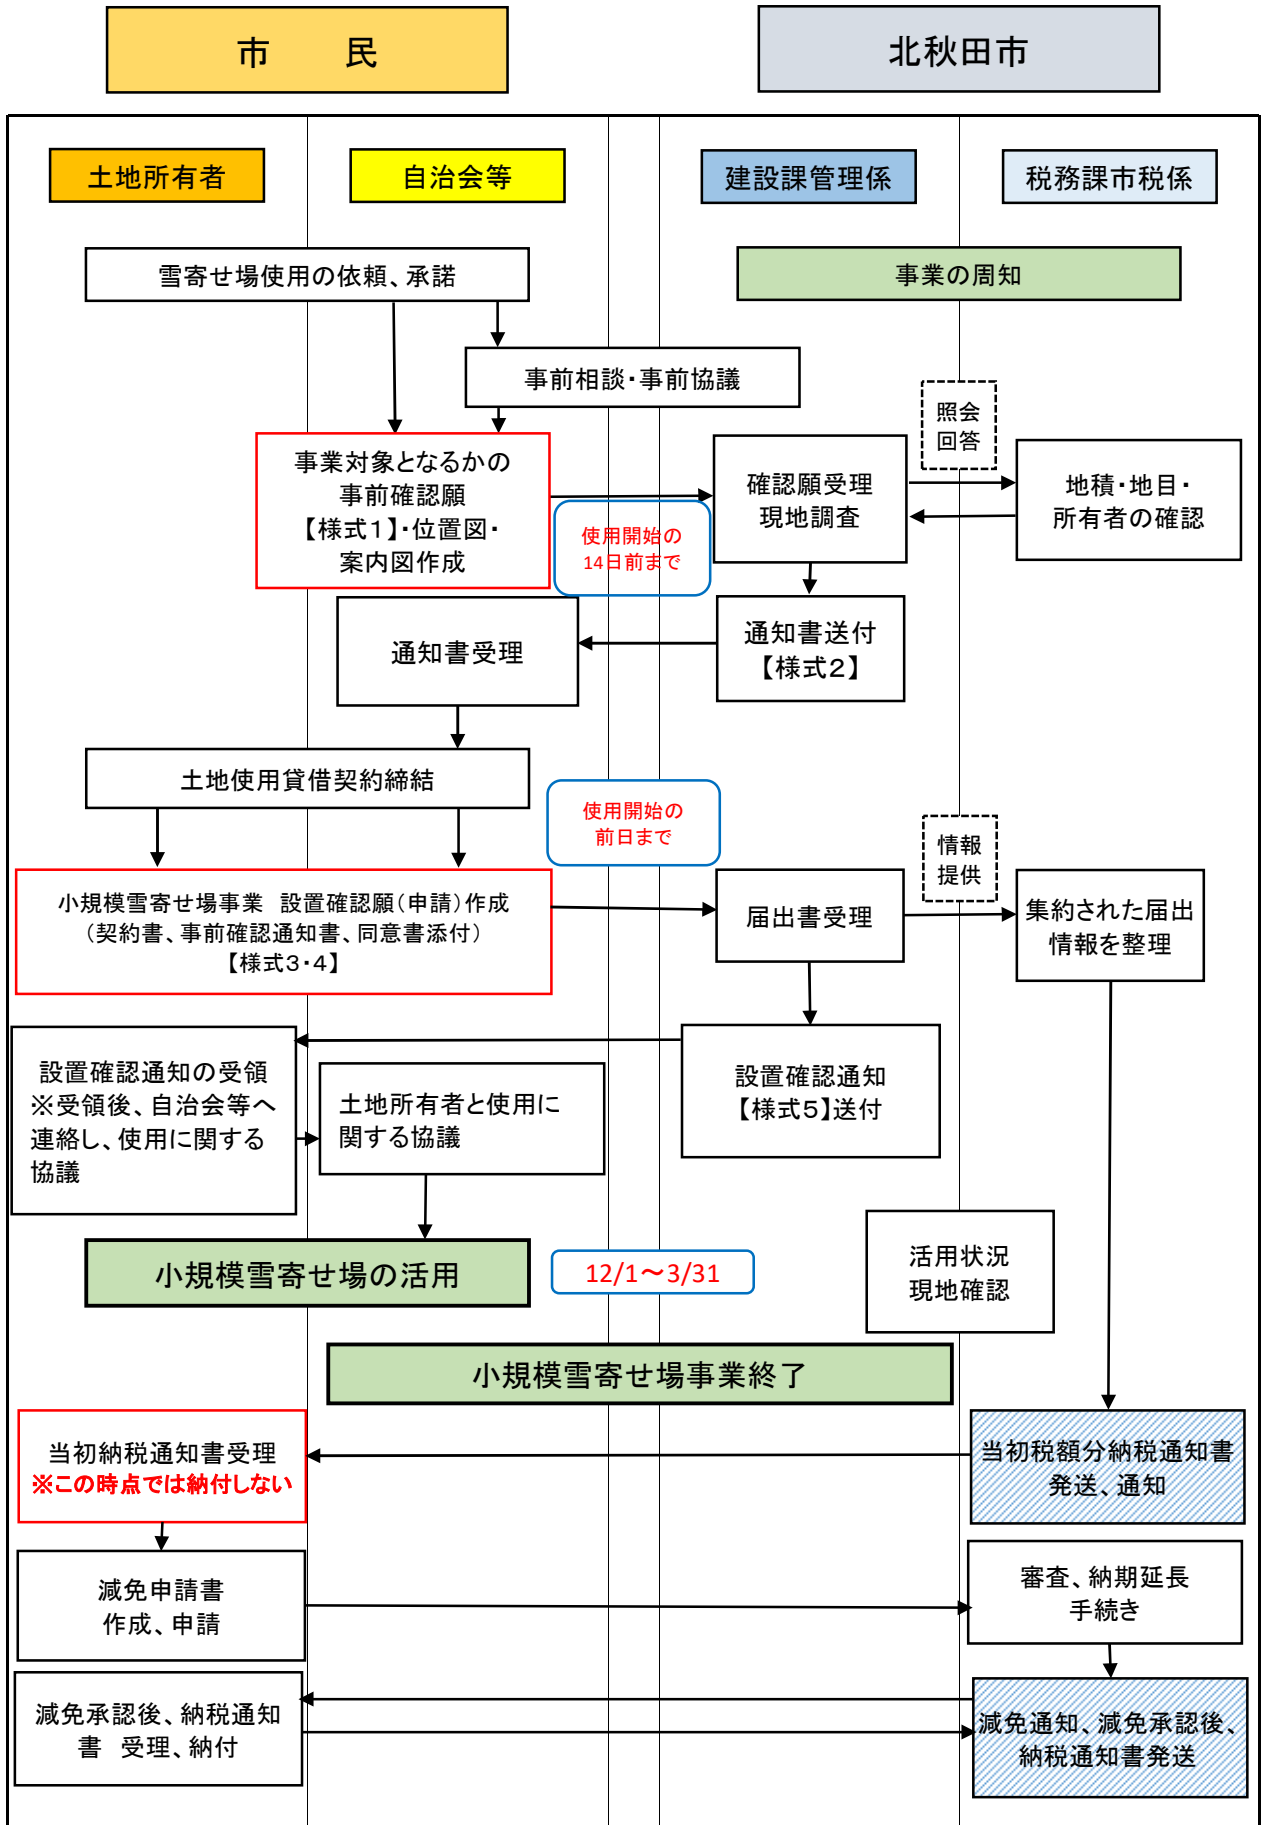 市　　民
北秋田市
土地所有者
自治会等
建設課管理係
税務課市税係
雪寄せ場使用の依頼、承諾
事業の周知
事前相談・事前協議
照会
回答
事業対象となるかの
事前確認願
【様式1】・位置図・
案内図作成
使用開始の
14日前まで
確認願受理
現地調査
地積・地目・
所有者の確認
通知書受理
通知書送付
【様式2】
土地使用貸借契約締結
使用開始の
前日まで
情報
提供
小規模雪寄せ場事業　設置確認願（申請）作成
（契約書、事前確認通知書、同意書添付）
【様式3・4】
届出書受理
集約された届出
情報を整理
設置確認通知の受領
※受領後、自治会等へ
連絡し、使用に関する
協議
土地所有者と使用に
関する協議
設置確認通知
【様式5】送付
小規模雪寄せ場の活用
12/1～3/31
活用状況
現地確認
小規模雪寄せ場事業終了
当初納税通知書受理
※この時点では納付しない
当初税額分納税通知書
発送、通知
減免申請書
作成、申請
審査、納期延長
手続き
減免承認後、納税通知
書　受理、納付
減免通知、減免承認後、
納税通知書発送